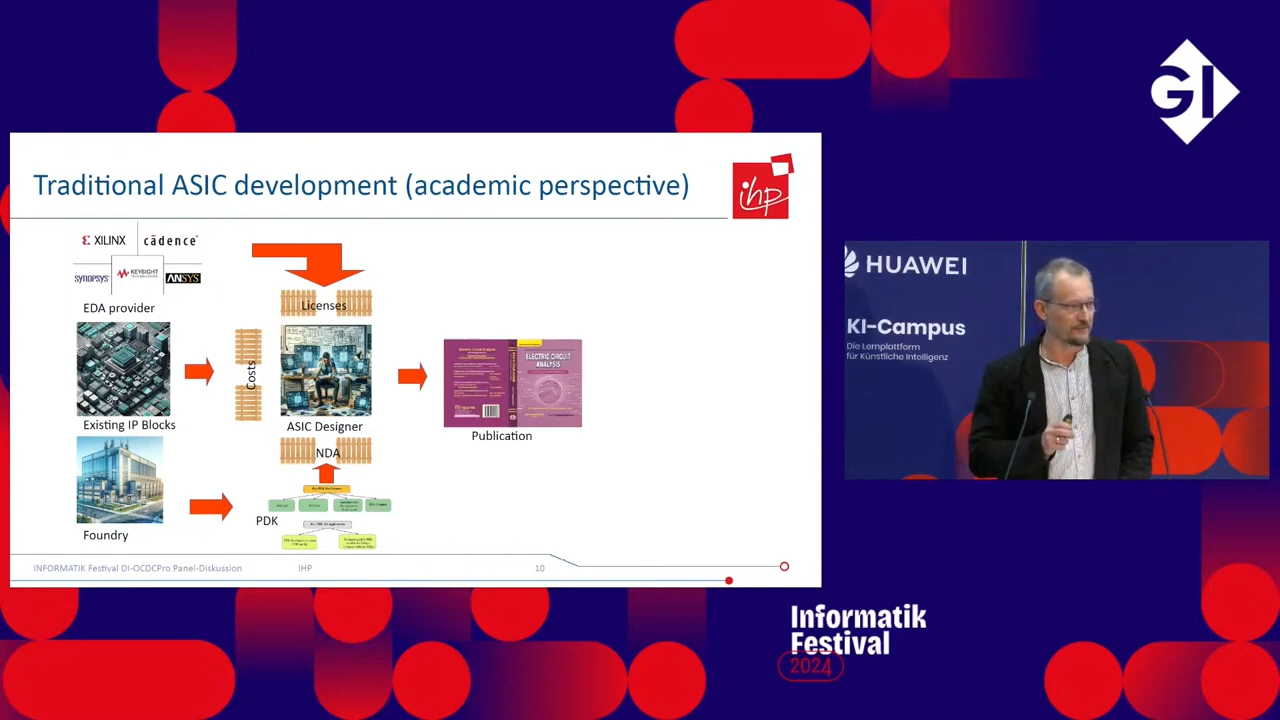 GI
Traditional ASIC development (academic perspective)
ihp
XILINX
cādence
SYNOPSYS
KEYSIGHT
TECHNOLOGIES
ANSYS
EDA provider
Licenses
Costs
Existing IP Blocks
ASIC Designer
ELECTRIC CIRCUIT
ANALYSIS
Publication
NDA
PDK
Foundry
INFORMATIK Festival DI-OCDCPro Panel-Diskussion
IHP
10
HUAWEI
KI-Campus
Die Lernplattform
für Künstliche Intelligenz
Informatik
Festival
2024